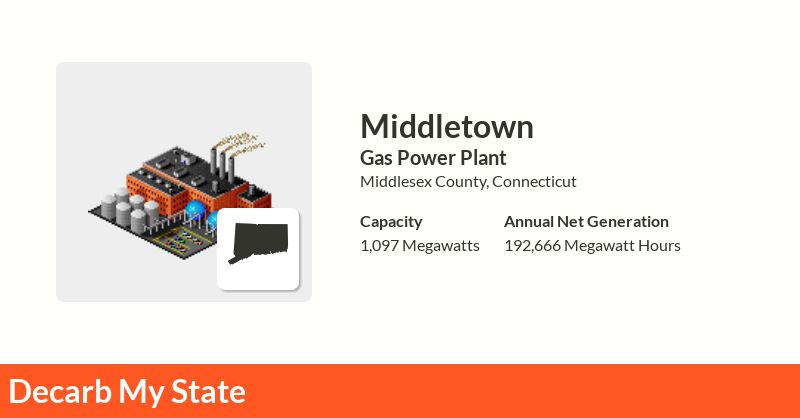 Middletown
Gas Power Plant
Middlesex County, Connecticut
Capacity
1,097 Megawatts
Annual Net Generation
192,666 Megawatt Hours
Decarb My State